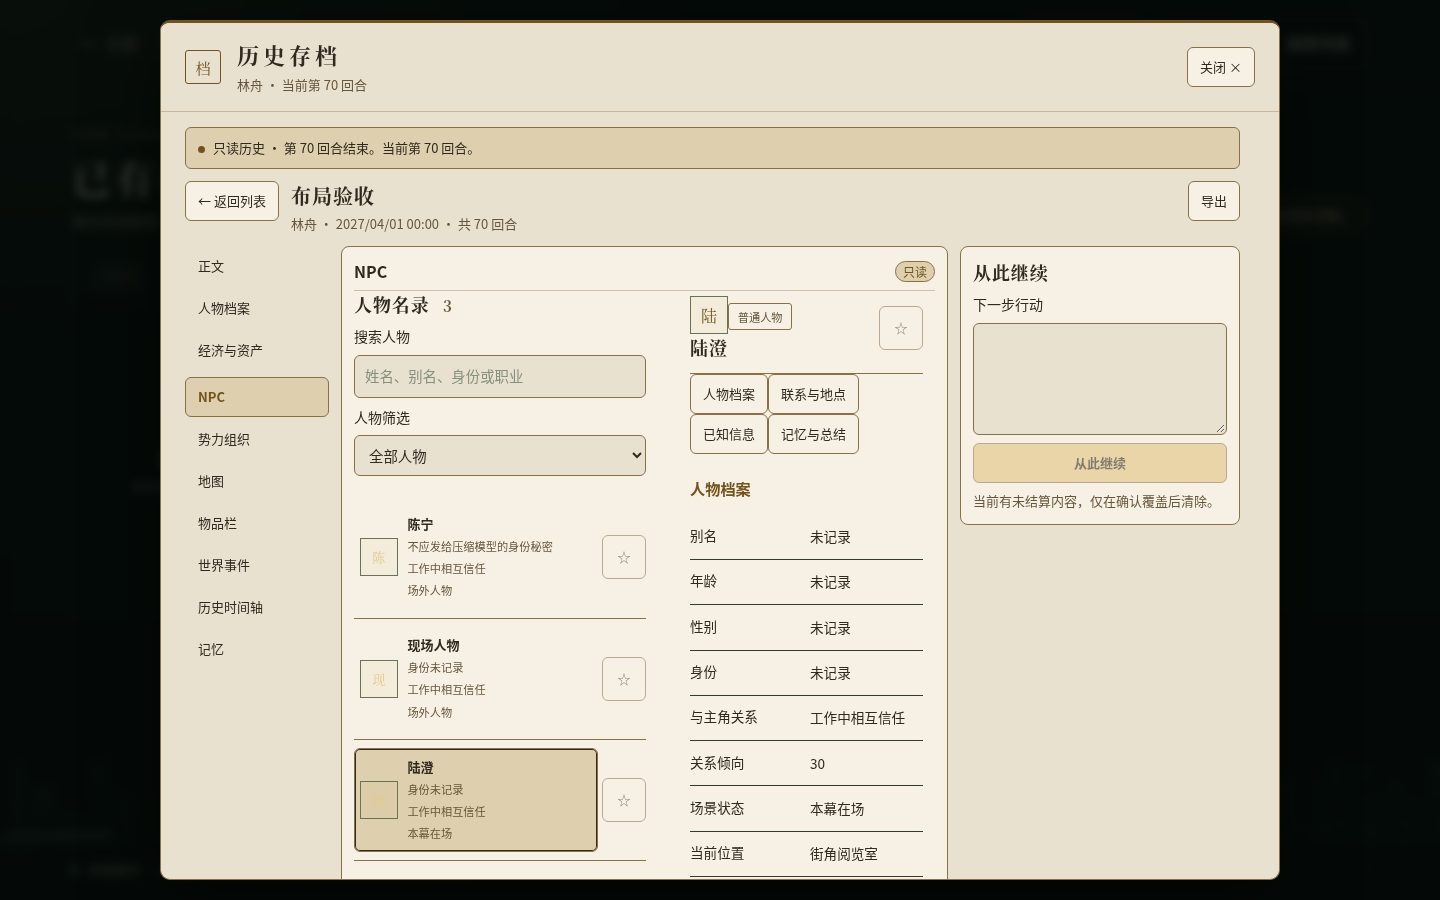 档
历史存档
林舟 · 当前第 70 回合
关闭 ×
只读历史 · 第 70 回合结束。当前第 70 回合。
← 返回列表
布局验收
林舟 · 2027/04/01 00:00 · 共 70 回合
导出
正文
人物档案
经济与资产
NPC
势力组织
地图
物品栏
世界事件
历史时间轴
记忆
NPC
只读
人物名录 3
搜索人物
姓名、别名、身份或职业
人物筛选
全部人物
陈
陈宁
不应发给压缩模型的身份秘密
工作中相互信任
场外人物
☆
现
现场人物
身份未记录
工作中相互信任
场外人物
☆
陆澄
身份未记录
工作中相互信任
本幕在场
☆
陆
普通人物
陆澄
☆
人物档案
联系与地点
已知信息
记忆与总结
人物档案
别名 未记录
年龄 未记录
性别 未记录
身份 未记录
与主角关系 工作中相互信任
关系倾向 30
场景状态 本幕在场
当前位置 街角阅览室
从此继续
下一步行动
从此继续
当前有未结算内容，仅在确认覆盖后清除。